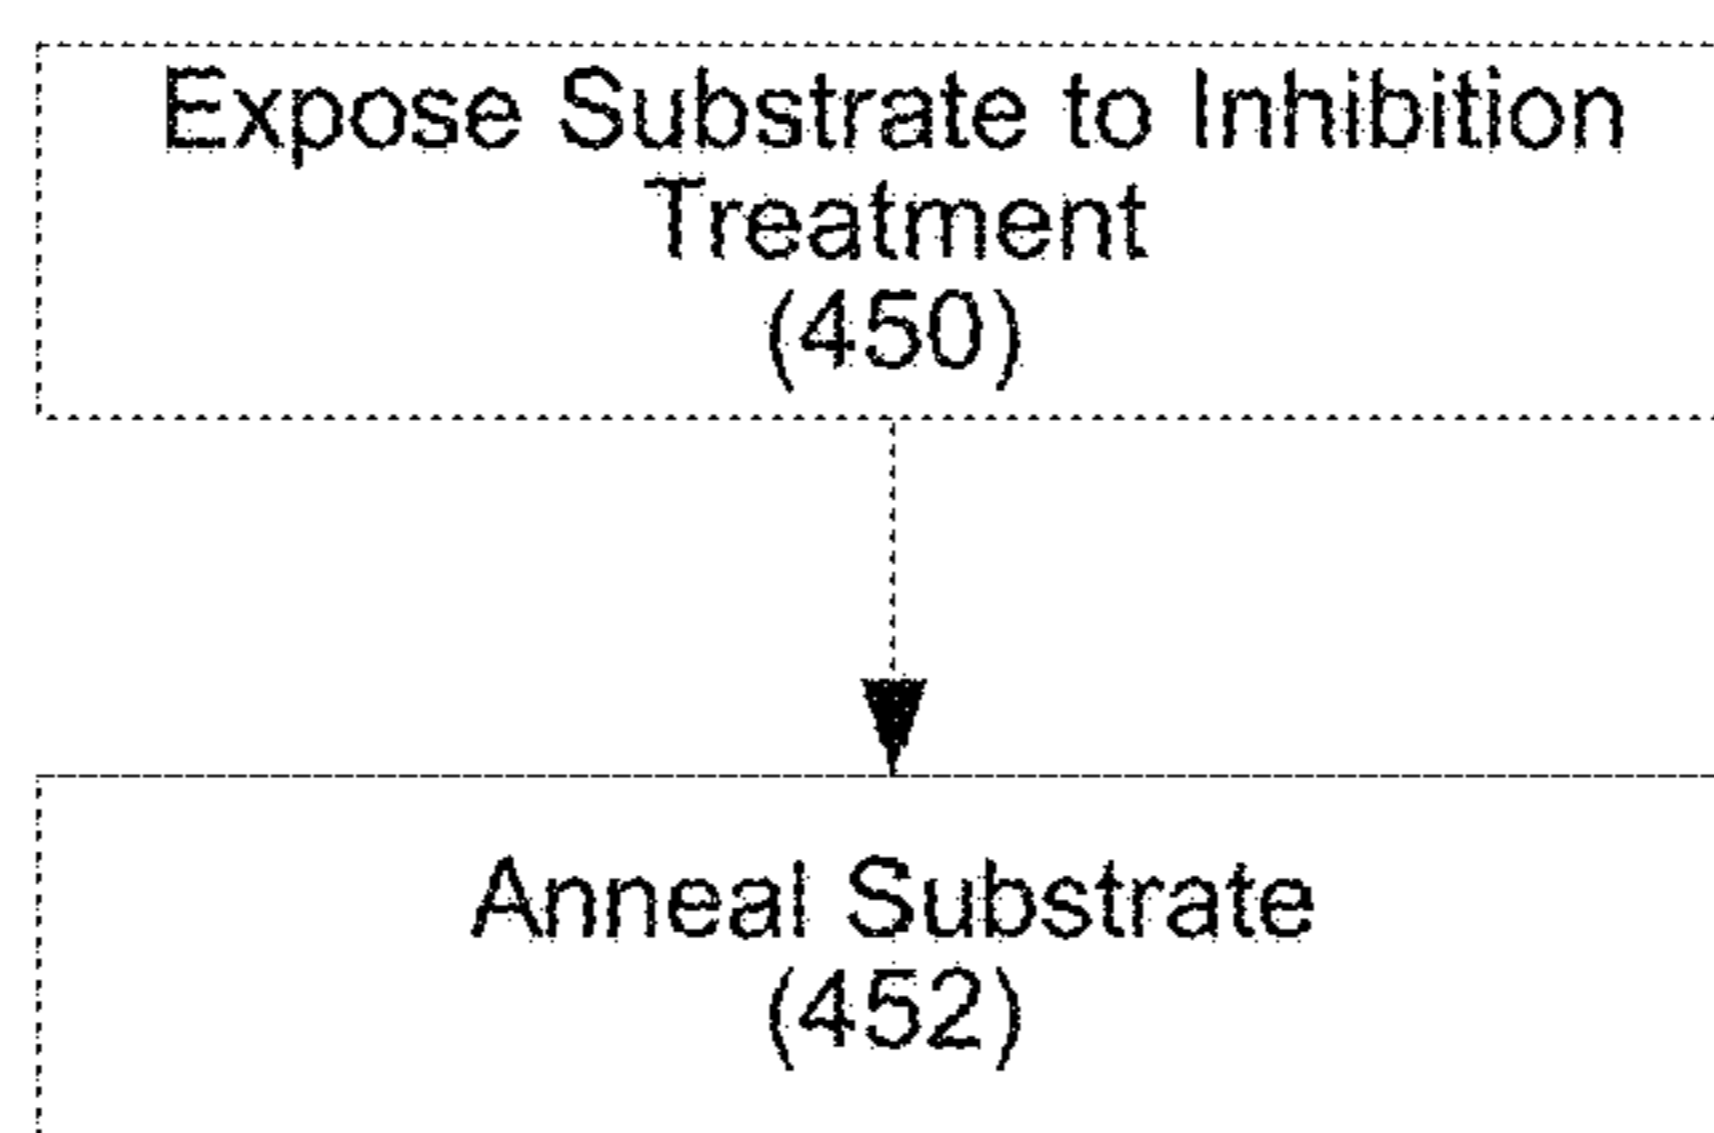 Expose Substrate to Inhibition
Treatment
(450)
Anneal Substrate
(452)